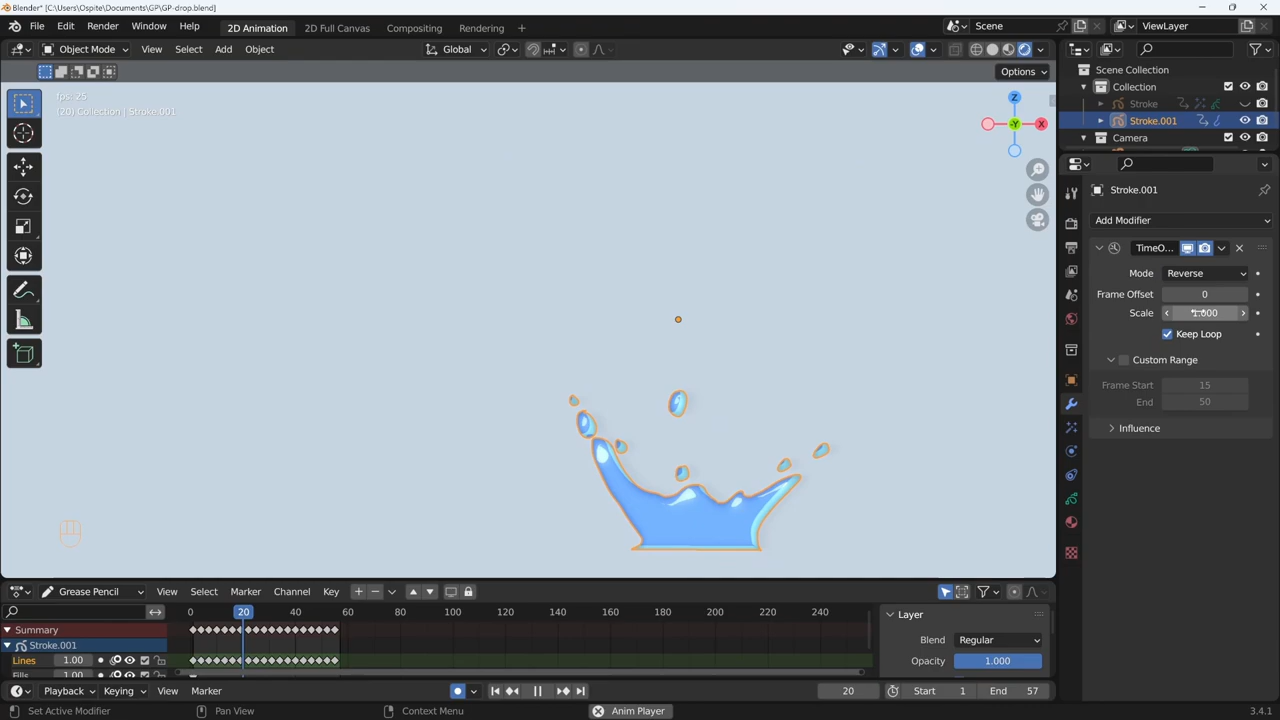 Blender* [C:\Users\Ospite\Documents\GP\GP-drop.blend]
File Edit Render Window Help 2D Animation 2D Full Canvas Compositing Rendering + Scene ViewLayer
Object Mode View Select Add Object Global
Options
fps: 25
(20) Collection | Stroke.001
Z
-Y
X
Scene Collection
Collection
Stroke
Stroke.001
Camera
Stroke.001
Add Modifier
TimeO...
Mode Reverse
Frame Offset 0
Scale 1.000
Keep Loop
Custom Range
Frame Start 15
End 50
Influence
Grease Pencil View Select Marker Channel Key
0 20 40 60 80 100 120 140 160 180 200 220 240
Summary
Stroke.001
Lines 1.00
Fills
Layer
Blend Regular
Opacity 1.000
Playback Keying View Marker 20 Start 1 End 57
Set Active Modifier Pan View Context Menu Anim Player 3.4.1